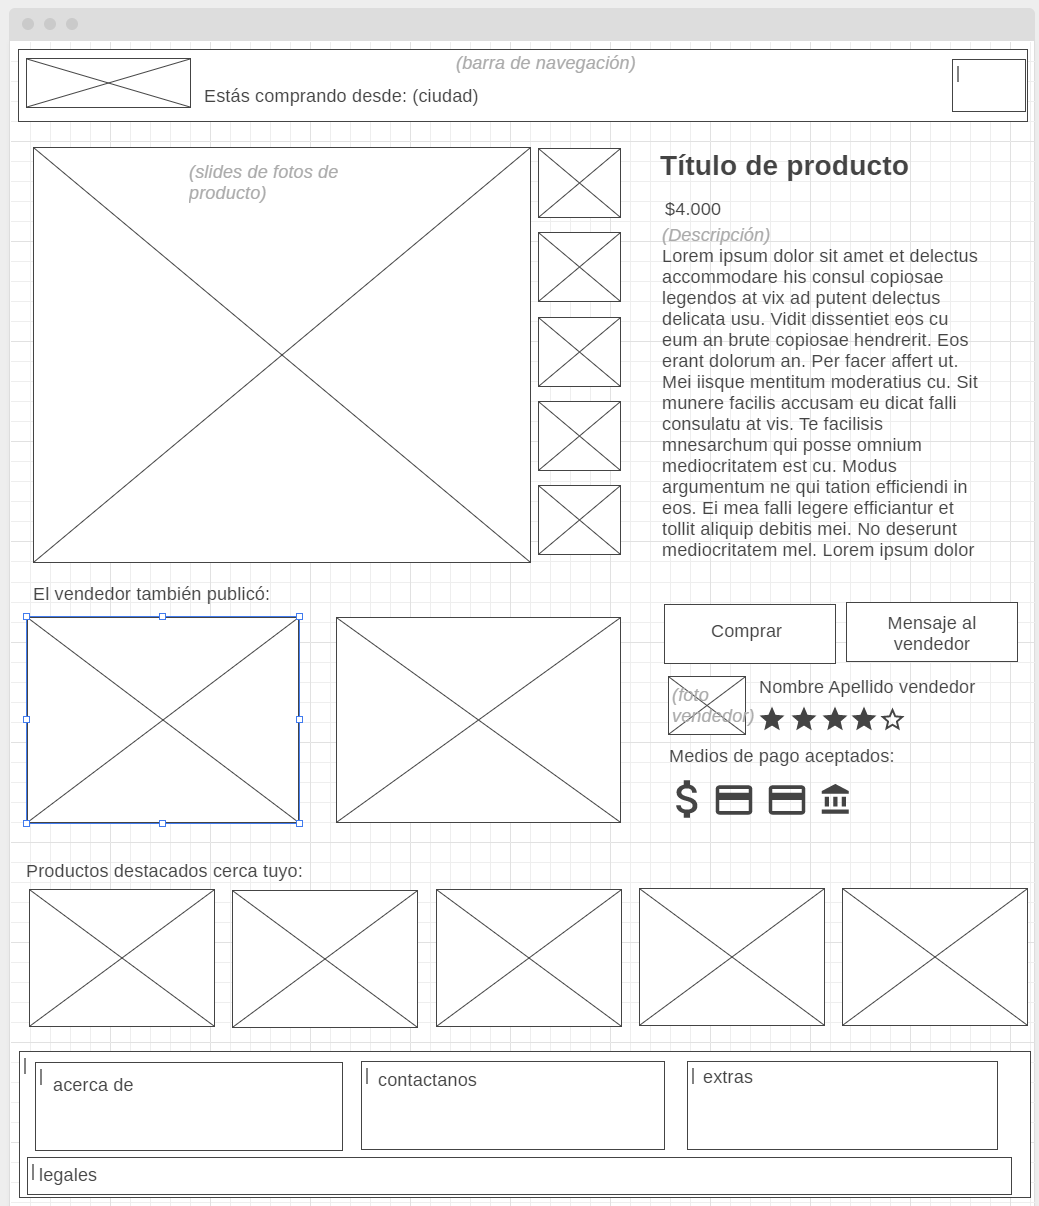 (barra de navegación)
Estás comprando desde: (ciudad)
(slides de fotos de
producto)
Título de producto
$4.000
(Descripción)
Lorem ipsum dolor sit amet et delectus
accommodare his consul copiosae
legendos at vix ad putent delectus
delicata usu. Vidit dissentiet eos cu
eum an brute copiosae hendrerit. Eos
erant dolorum an. Per facer affert ut.
Mei iisque mentitum moderatius cu. Sit
munere facilis accusam eu dicat falli
consulatu at vis. Te facilisis
mnesarchum qui posse omnium
mediocritatem est cu. Modus
argumentum ne qui tation efficiendi in
eos. Ei mea falli legere efficiantur et
tollit aliquip debitis mei. No deserunt
mediocritatem mel. Lorem ipsum dolor
El vendedor también publicó:
Comprar
Mensaje al
vendedor
(foto
vendedor)
Nombre Apellido vendedor
Medios de pago aceptados:
Productos destacados cerca tuyo:
acerca de
contactanos
extras
legales